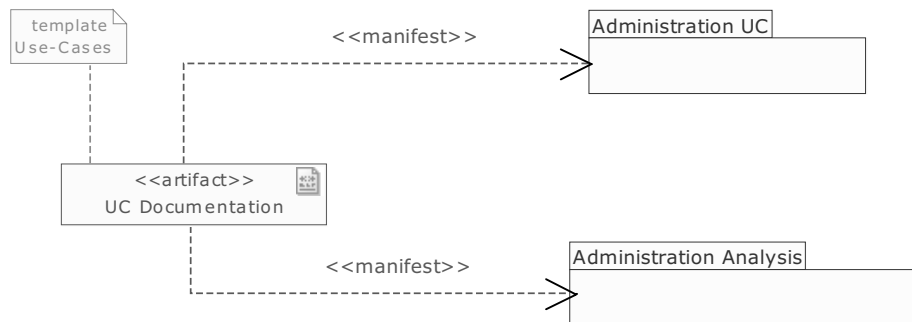 template
Use-Cases
<<manifest>>
Administration UC
<<artifact>>
UC Documentation
<<manifest>>
Administration Analysis